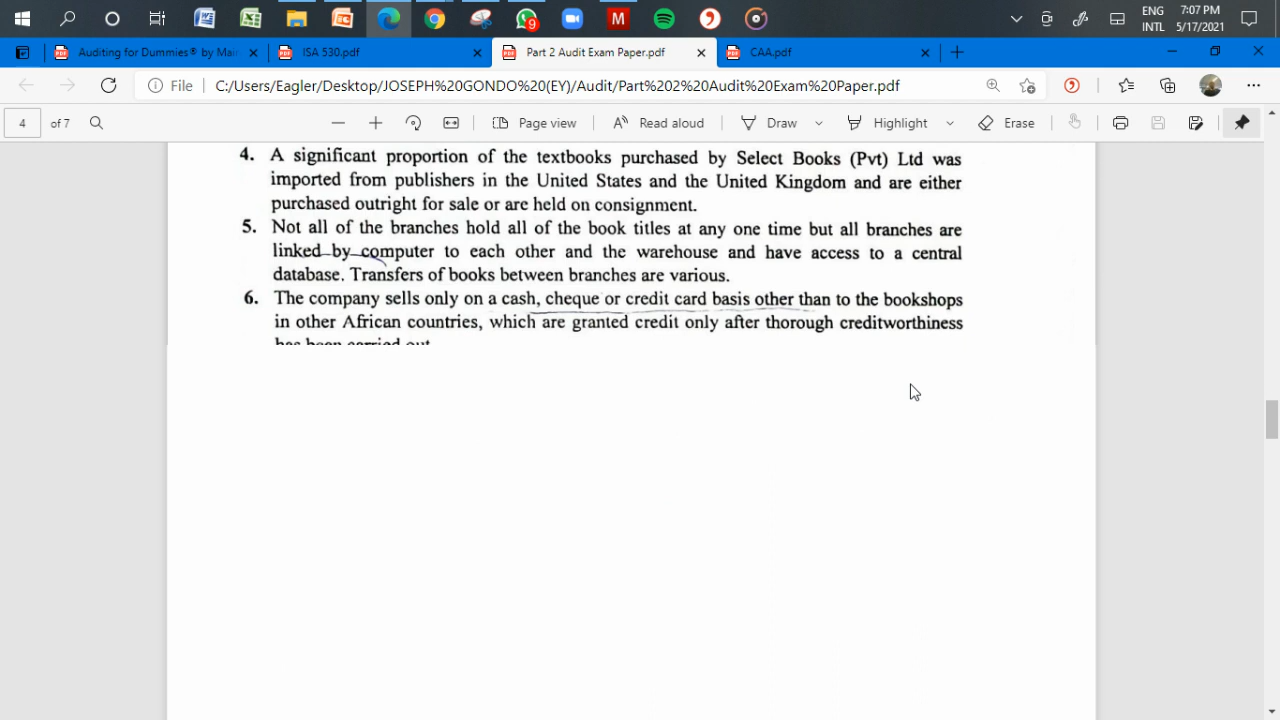 ENG
7:07 PM
9
M
INTL
5/17/2021
Auditing for Dummies® by Mair
ISA 530.pdf
Part 2 Audit Exam Paper.pdf
CAA.pdf
File
C:/Users/Eagler/Desktop/JOSEPH%20GONDO%20(EY)/Audit/Part%202%20Audit%20Exam%20Paper.pdf
4 of 7
Page view
Read aloud
Draw
Highlight
Erase
4. A significant proportion of the textbooks purchased by Select Books (Pvt) Ltd was
imported from publishers in the United States and the United Kingdom and are either
purchased outright for sale or are held on consignment.
5. Not all of the branches hold all of the book titles at any one time but all branches are
linked by computer to each other and the warehouse and have access to a central
database. Transfers of books between branches are various.
6. The company sells only on a cash, cheque or credit card basis other than to the bookshops
in other African countries, which are granted credit only after thorough creditworthiness
has been carried out.